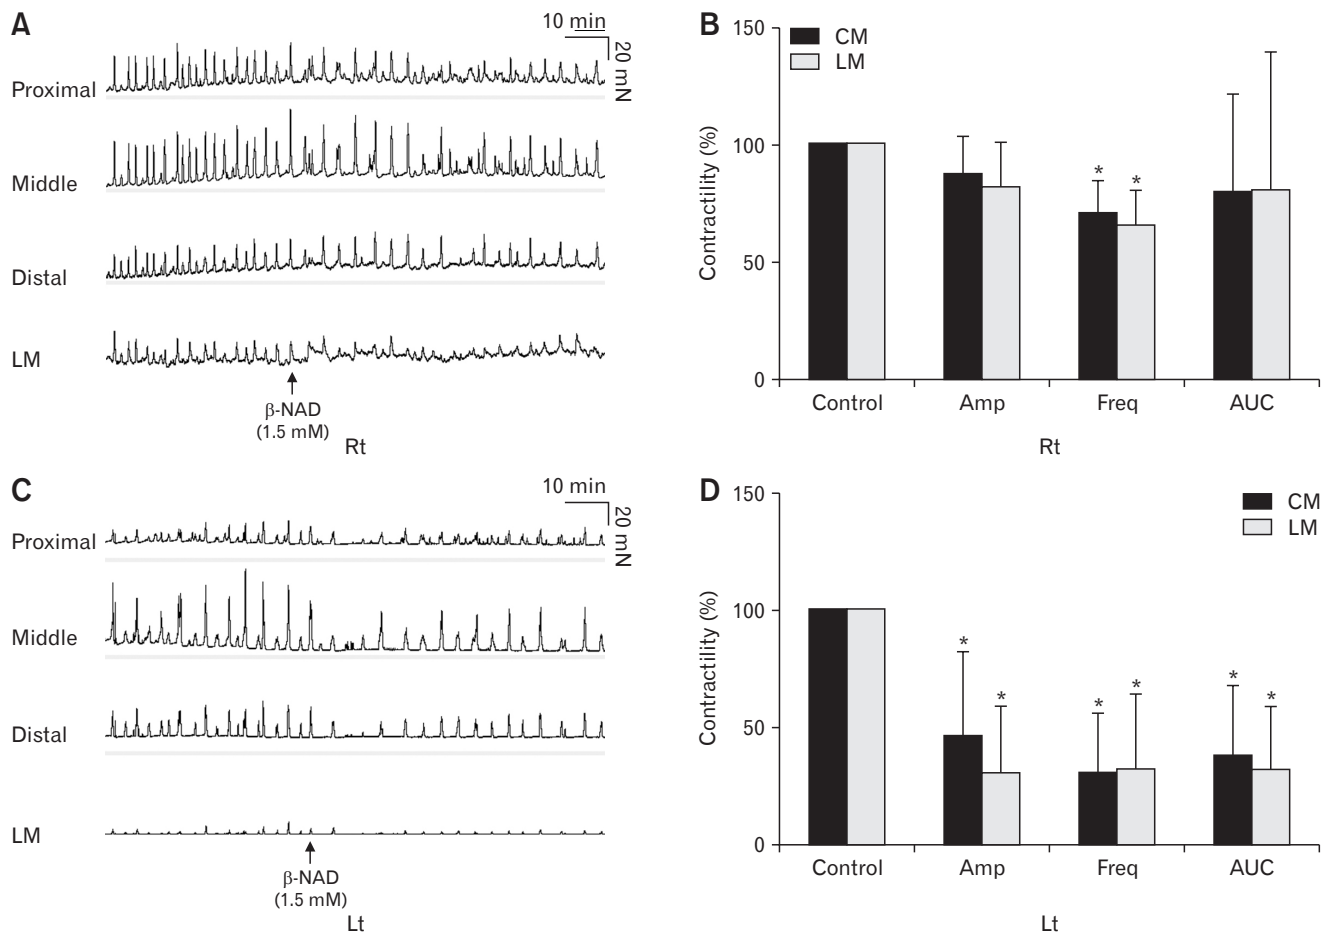 A
10 min
20 mN
Proximal
Middle
Distal
LM
β-NAD
(1.5 mM)
Rt
B
150
100
50
0
Contractility (%)
CM
LM
*
*
Control
Amp
Freq
AUC
Rt
C
10 min
20 mN
Proximal
Middle
Distal
LM
β-NAD
(1.5 mM)
Lt
D
150
100
50
0
Contractility (%)
CM
LM
*
*
*
*
*
*
Control
Amp
Freq
AUC
Lt